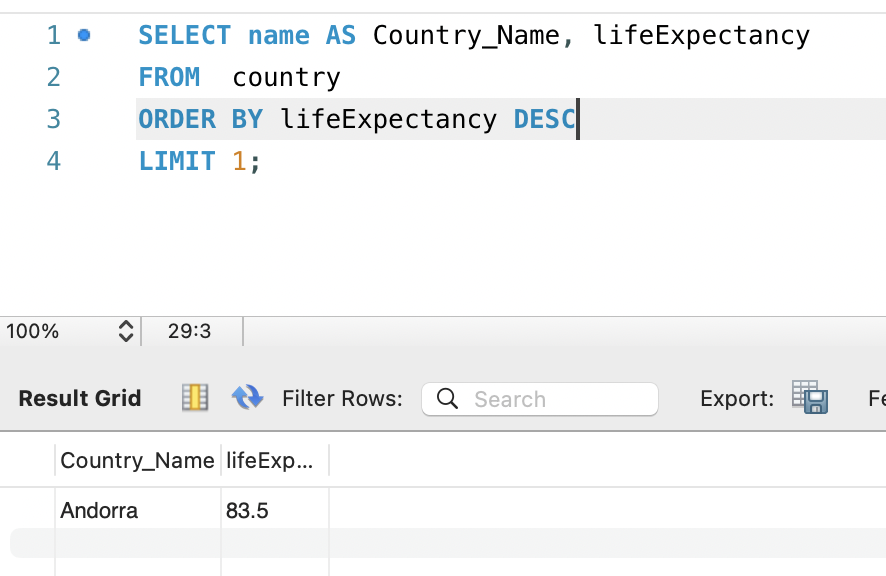 1 SELECT name AS Country_Name, lifeExpectancy
2 FROM  country
3 ORDER BY lifeExpectancy DESC
4 LIMIT 1;
100% 29:3
Result Grid Filter Rows: Search Export: Fe
Country_Name lifeExp...
Andorra 83.5